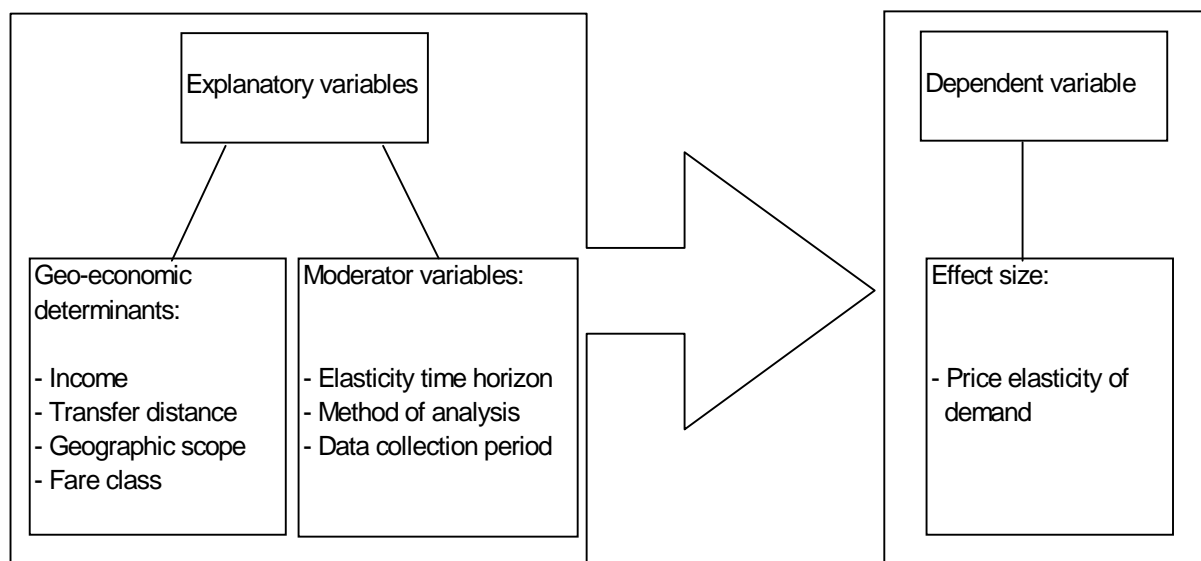 Explanatory variables
Geo-economic
determinants:
- Income
- Transfer distance
- Geographic scope
- Fare class
Moderator variables:
- Elasticity time horizon
- Method of analysis
- Data collection period
Dependent variable
Effect size:
- Price elasticity of
demand